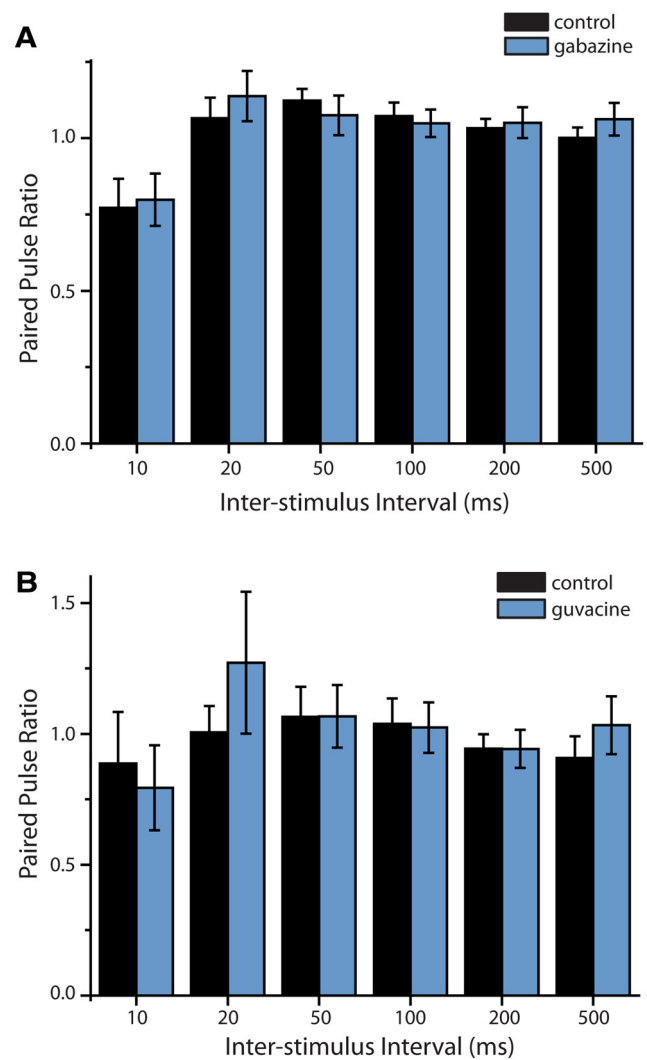 A
control
gabazine
Paired Pulse Ratio
1.0
0.5
0.0
10 20 50 100 200 500
Inter-stimulus Interval (ms)
B
control
guvacine
Paired Pulse Ratio
1.5
1.0
0.5
0.0
10 20 50 100 200 500
Inter-stimulus Interval (ms)